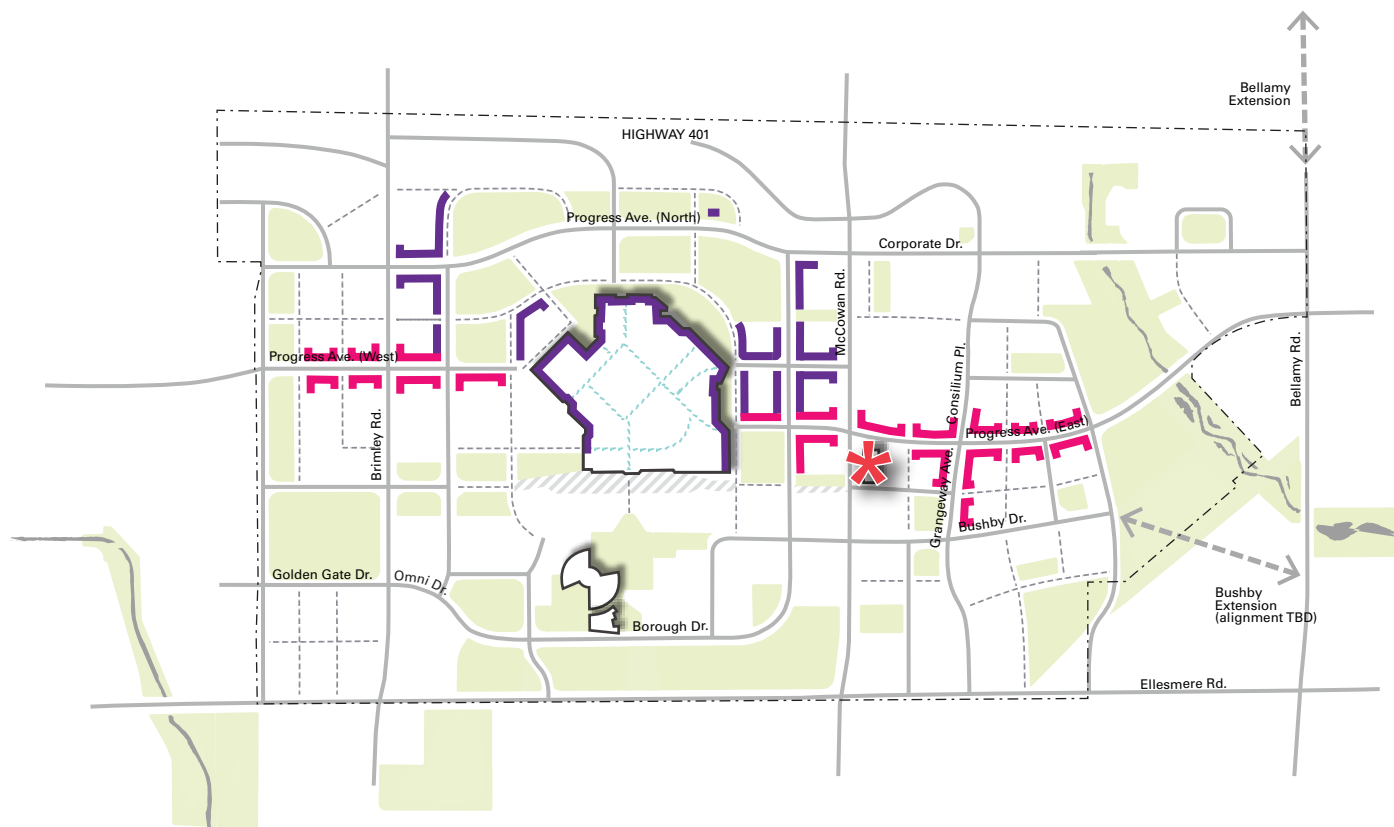 Bellamy
Extension
HIGHWAY 401
Progress Ave. (North)
Corporate Dr.
McCowan Rd.
Progress Ave. (West)
Consilium Pl.
Bellamy Rd.
Brimley Rd.
Progress Ave. (East)
Grangeway Ave.
Bushby Dr.
Golden Gate Dr.
Omni Dr.
Bushby
Extension
(alignment TBD)
Borough Dr.
Ellesmere Rd.